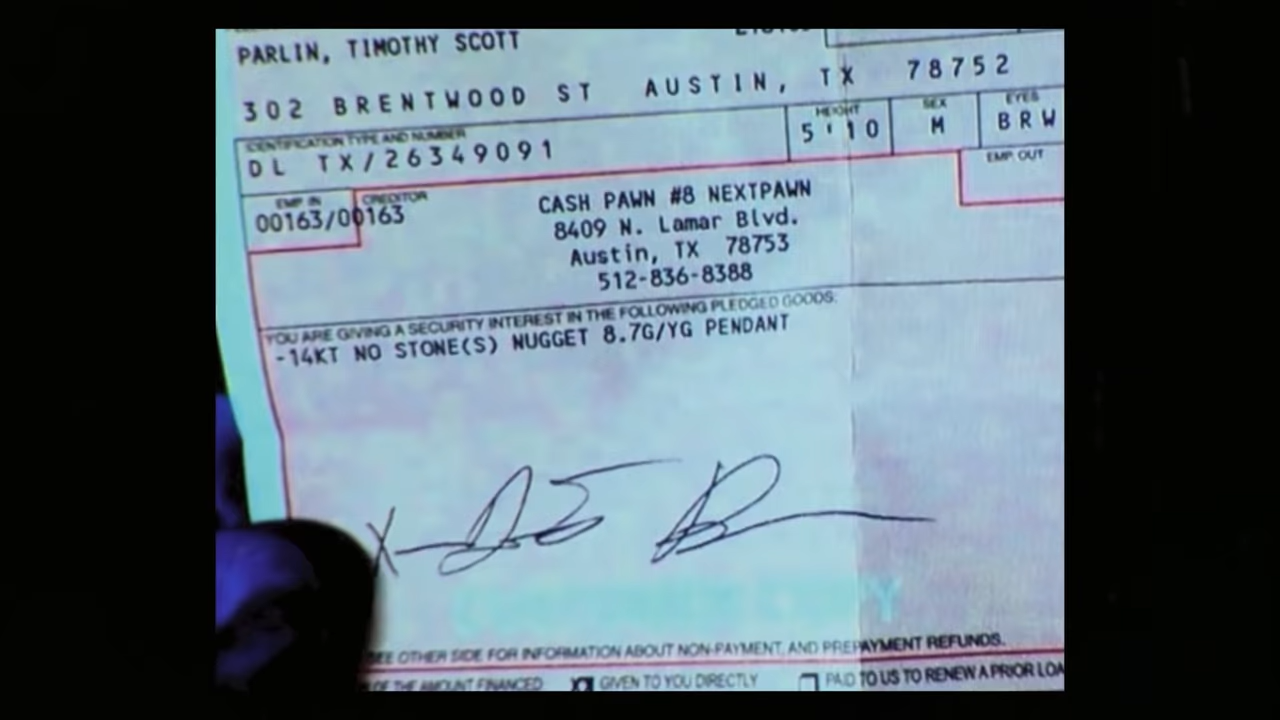 PARLIN, TIMOTHY SCOTT
302 BRENTWOOD ST AUSTIN, TX 78752
IDENTIFICATION TYPE AND NUMBER HEIGHT SEX EYES
DL TX/26349091 5'10 M BRW
EMP. IN CREDITOR EMP. OUT
00163/00163
CASH PAWN #8 NEXTPAWN
8409 N. Lamar Blvd.
Austin, TX 78753
512-836-8388
YOU ARE GIVING A SECURITY INTEREST IN THE FOLLOWING PLEDGED GOODS:
-14KT NO STONE(S) NUGGET 8.7G/YG PENDANT
X
SEE OTHER SIDE FOR INFORMATION ABOUT NON-PAYMENT, AND PREPAYMENT REFUNDS.
OF THE AMOUNT FINANCED GIVEN TO YOU DIRECTLY PAID TO US TO RENEW A PRIOR LOA